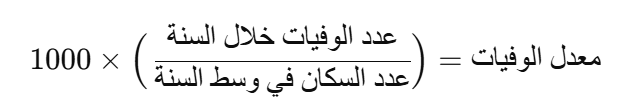 معدل الوفيات = (عدد الوفيات خلال السنة / عدد السكان في وسط السنة) × 1000